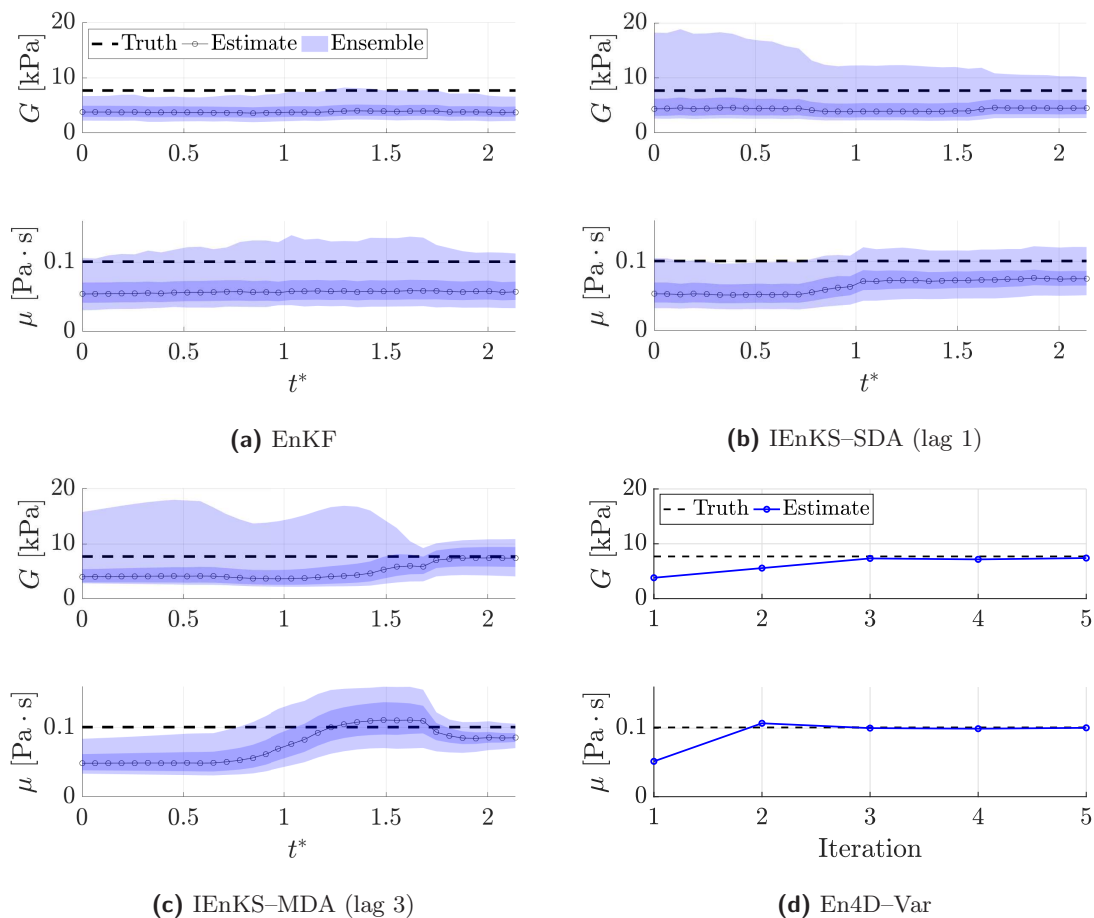 20
10
0
G [kPa]
Truth Estimate Ensemble
0 0.5 1 1.5 2
0.1
0
μ [Pa · s]
0 0.5 1 1.5 2
t*
(a) EnKF
20
10
0
G [kPa]
0 0.5 1 1.5 2
0.1
0
μ [Pa · s]
0 0.5 1 1.5 2
t*
(b) IEnKS–SDA (lag 1)
20
10
0
G [kPa]
0 0.5 1 1.5 2
0.1
0
μ [Pa · s]
0 0.5 1 1.5 2
t*
(c) IEnKS–MDA (lag 3)
20
10
0
G [kPa]
Truth Estimate
1 2 3 4 5
0.1
0
μ [Pa · s]
1 2 3 4 5
Iteration
(d) En4D–Var